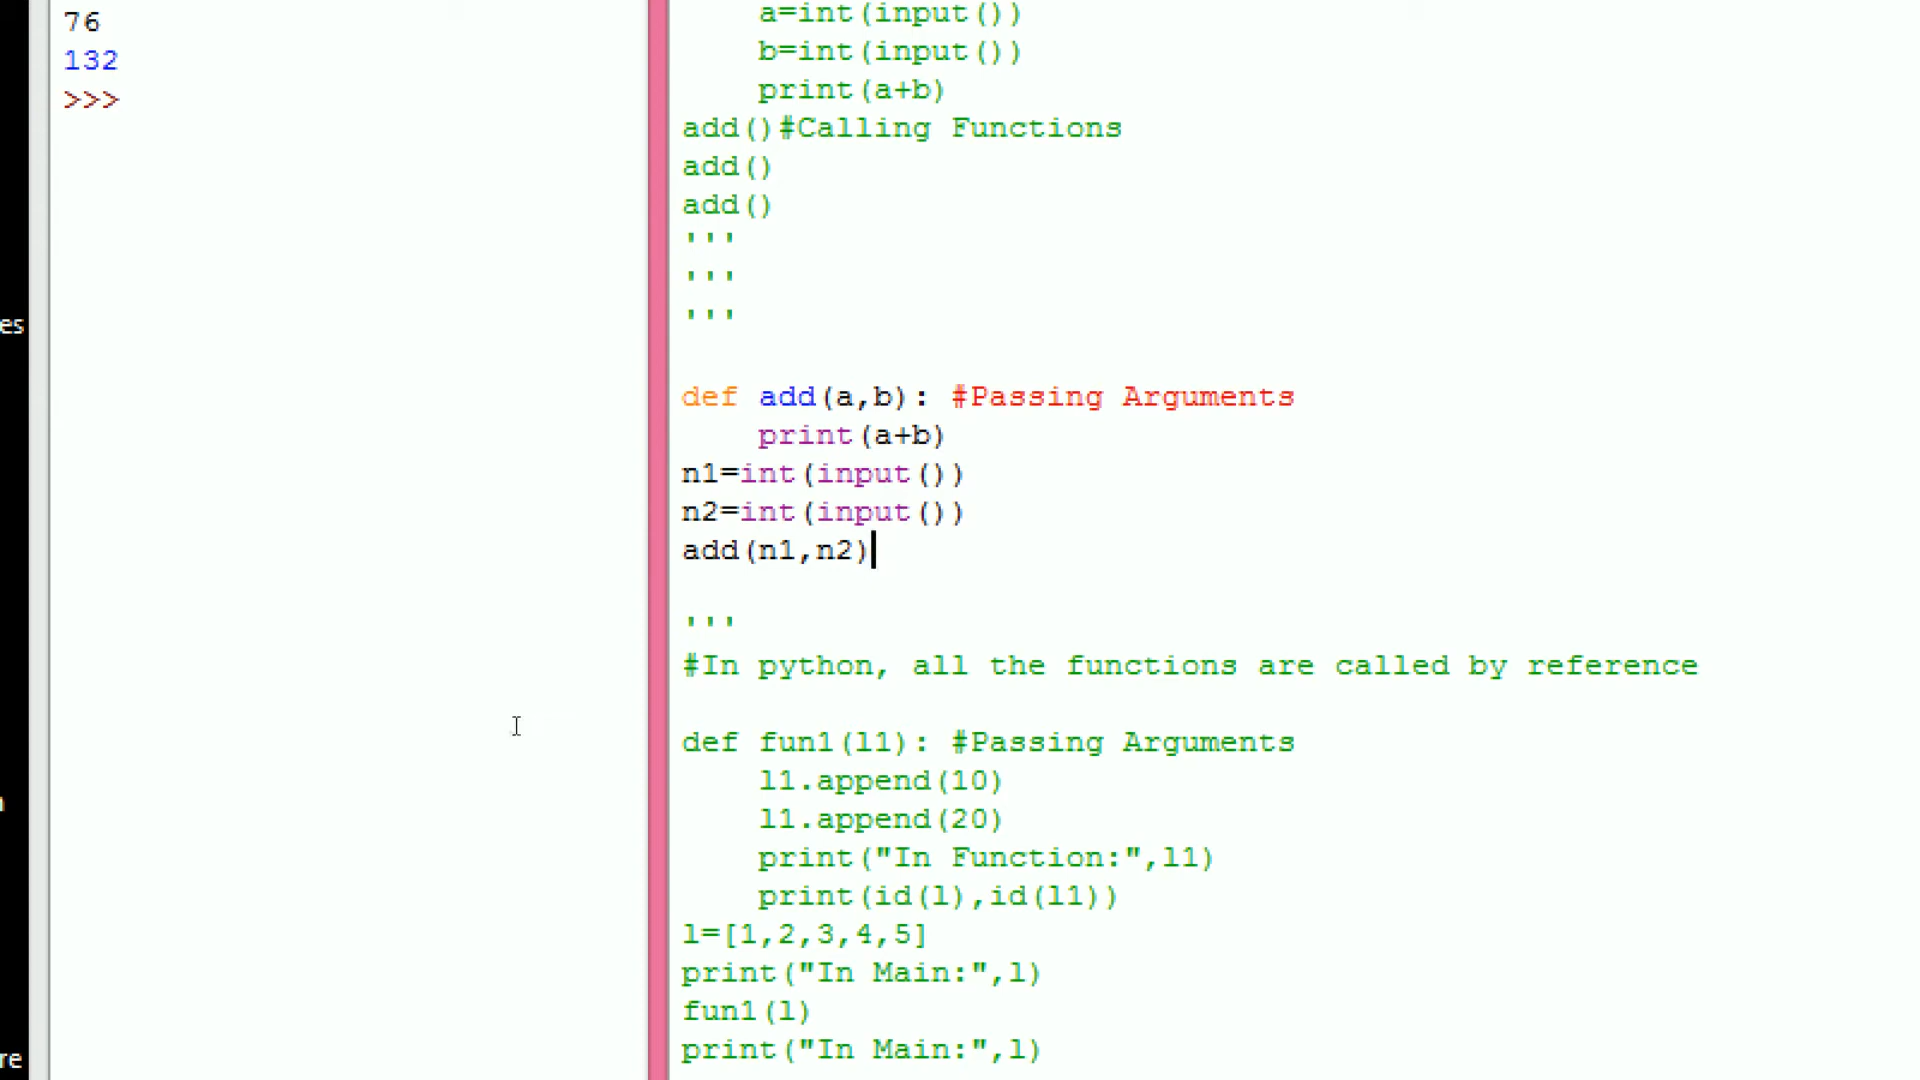 76
132
>>>
es
re
a=int(input())
b=int(input())
print(a+b)
add()#Calling Functions
add()
add()
'''
'''
'''
def add(a,b): #Passing Arguments
print(a+b)
n1=int(input())
n2=int(input())
add(n1,n2)
'''
#In python, all the functions are called by reference
def fun1(l1): #Passing Arguments
l1.append(10)
l1.append(20)
print("In Function:",l1)
print(id(l),id(l1))
l=[1,2,3,4,5]
print("In Main:",l)
fun1(l)
print("In Main:",l)